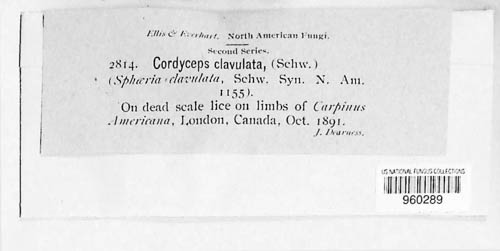 Ellis & Everhart. North American Fungi.
Second Series.
2814. Cordyceps clavulata, (Schw.)
(Sphæria clavulata, Schw. Syn. N. Am.
1155).
On dead scale lice on limbs of Carpinus
Americana, London, Canada, Oct. 1891.
J. Dearness.
US NATIONAL FUNGUS COLLECTIONS
960289